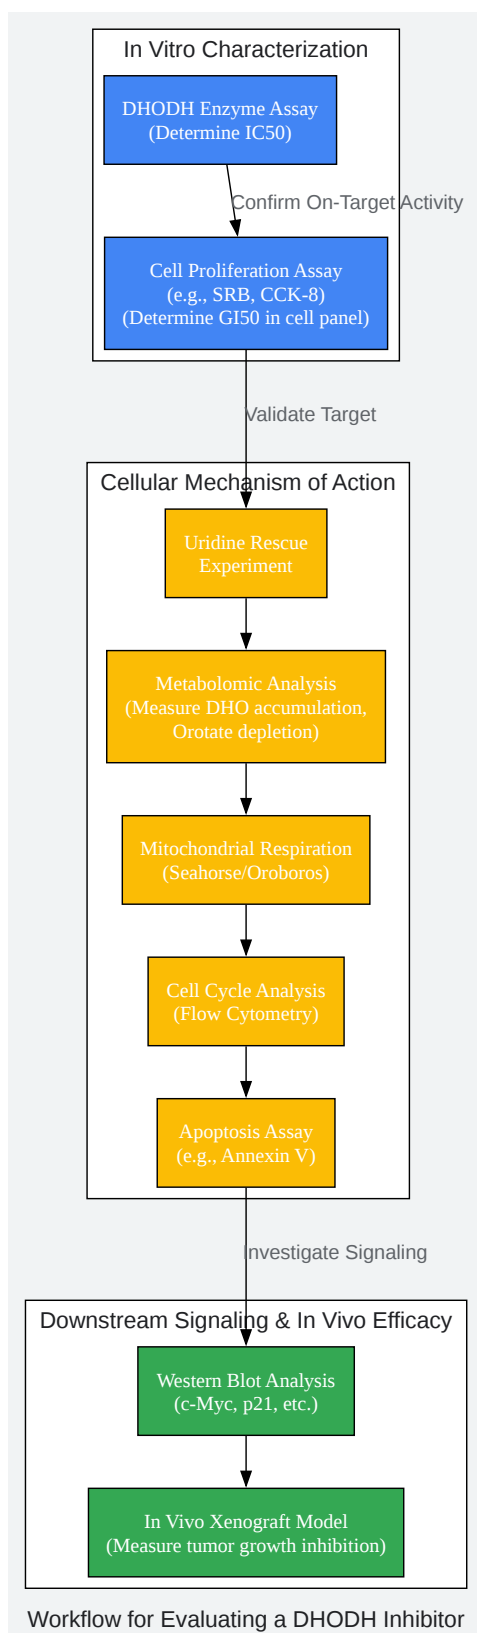 In Vitro Characterization
DHODH Enzyme Assay
(Determine IC50)
Confirm On-Target Activity
Cell Proliferation Assay
(e.g., SRB, CCK-8)
(Determine GI50 in cell panel)
Validate Target
Cellular Mechanism of Action
Uridine Rescue
Experiment
Metabolomic Analysis
(Measure DHO accumulation,
Orotate depletion)
Mitochondrial Respiration
(Seahorse/Oroboros)
Cell Cycle Analysis
(Flow Cytometry)
Apoptosis Assay
(e.g., Annexin V)
Investigate Signaling
Downstream Signaling & In Vivo Efficacy
Western Blot Analysis
(c-Myc, p21, etc.)
In Vivo Xenograft Model
(Measure tumor growth inhibition)
Workflow for Evaluating a DHODH Inhibitor